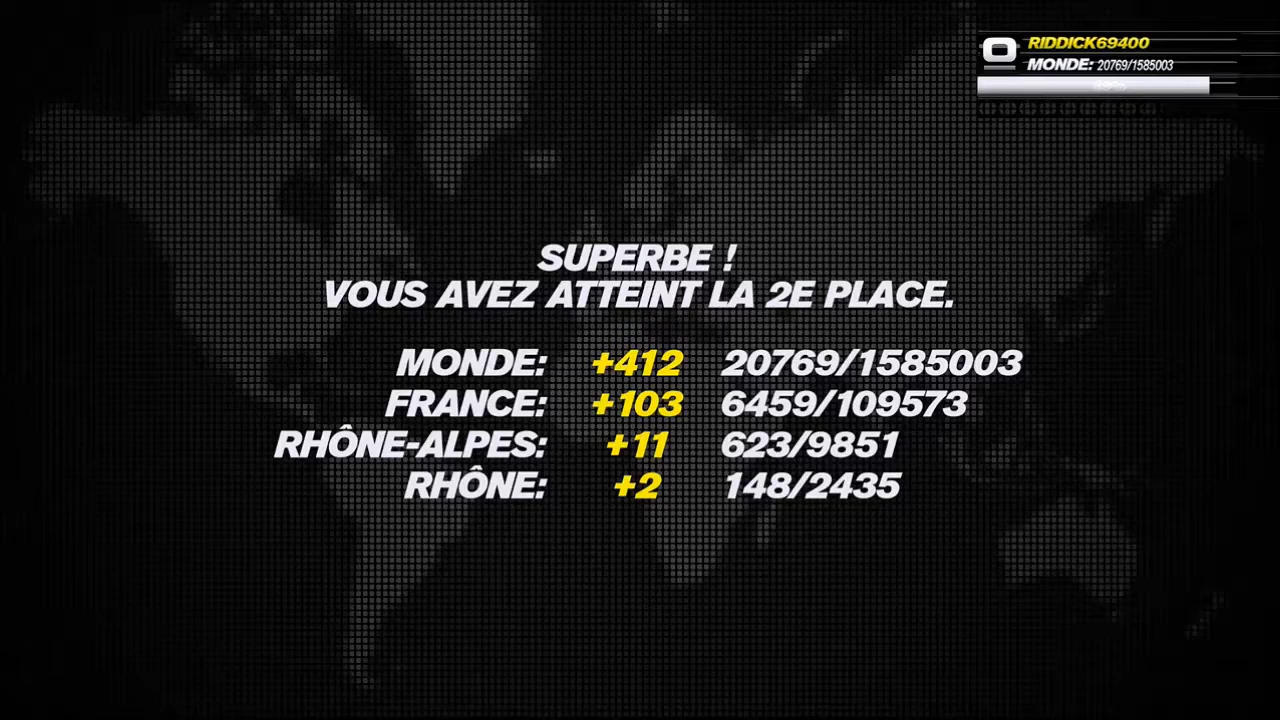 RIDDICK69400
MONDE: 20769/1585003
SUPERBE !
VOUS AVEZ ATTEINT LA 2E PLACE.
MONDE: +412 20769/1585003
FRANCE: +103 6459/109573
RHÔNE-ALPES: +11 623/9851
RHÔNE: +2 148/2435